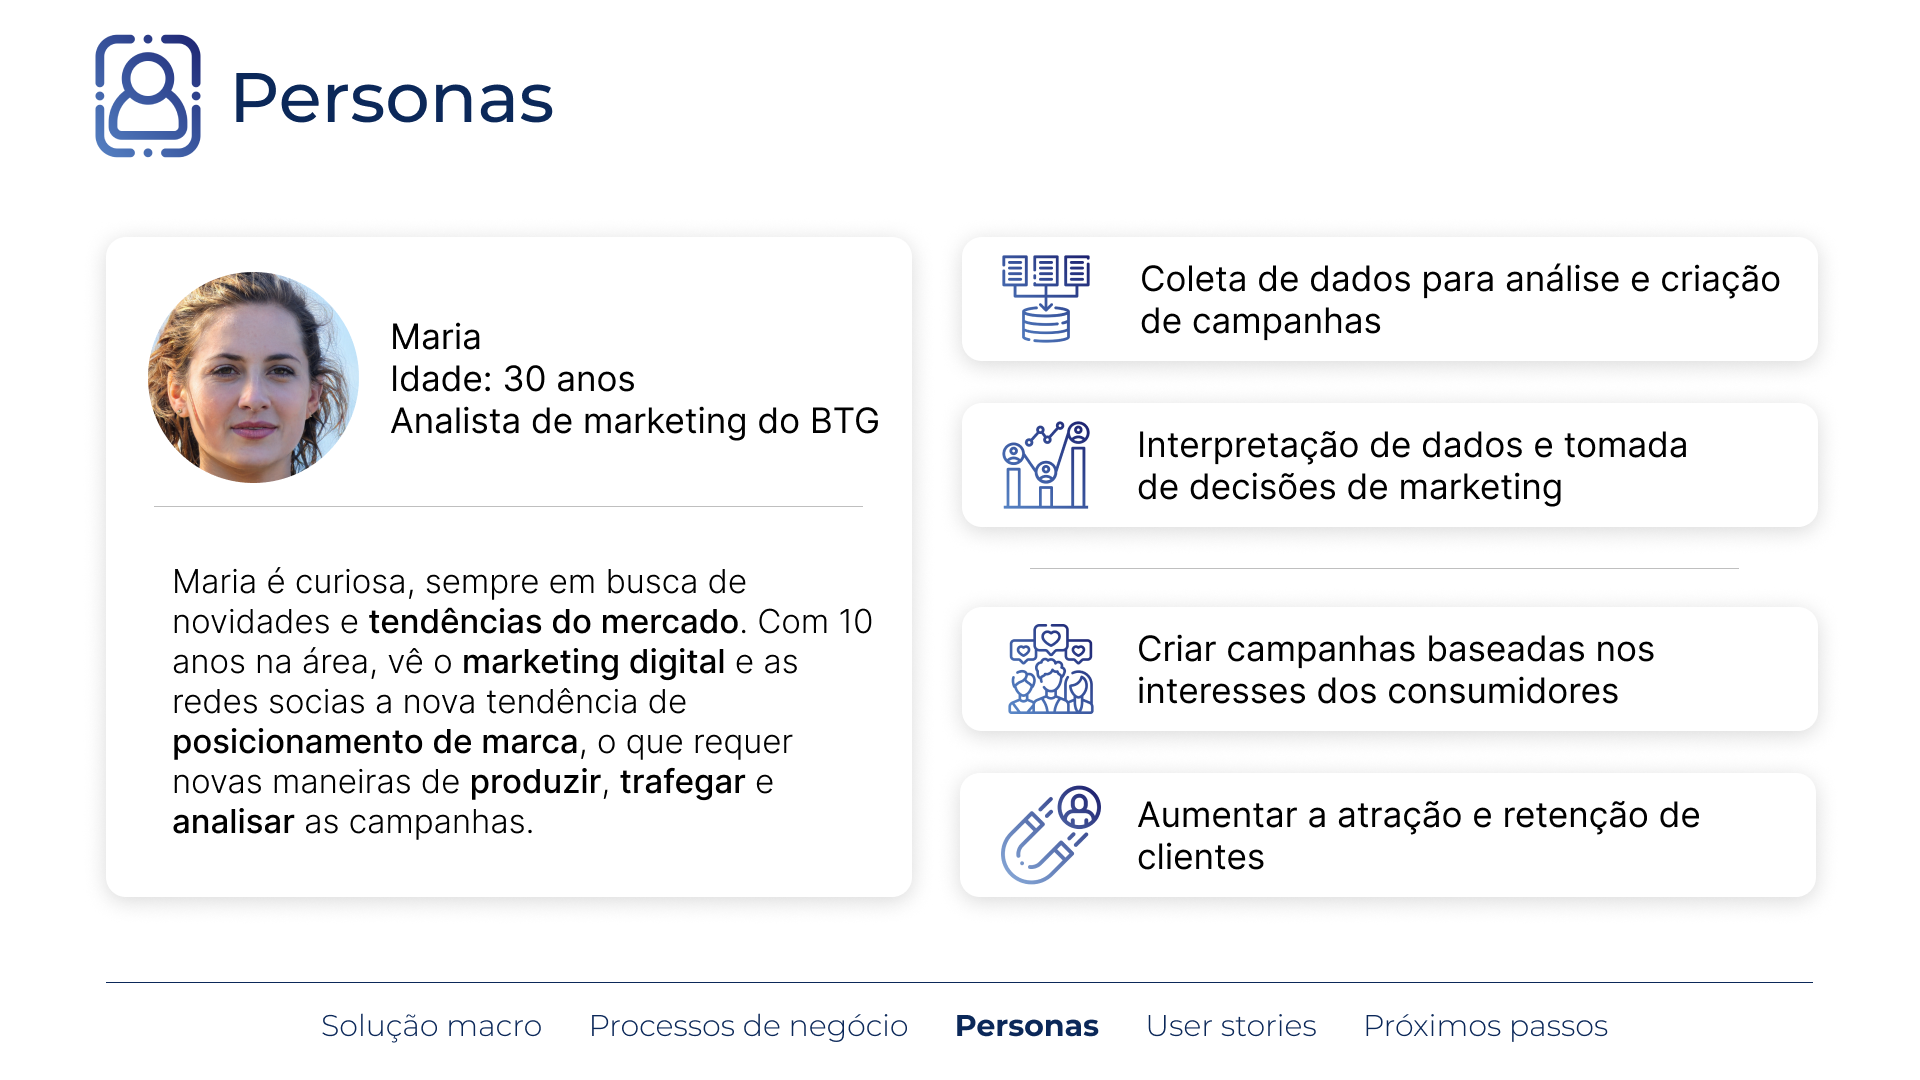 Personas
Maria
Idade: 30 anos
Analista de marketing do BTG
Maria é curiosa, sempre em busca de
novidades e tendências do mercado. Com 10
anos na área, vê o marketing digital e as
redes socias a nova tendência de
posicionamento de marca, o que requer
novas maneiras de produzir, trafegar e
analisar as campanhas.
Coleta de dados para análise e criação
de campanhas
Interpretação de dados e tomada
de decisões de marketing
Criar campanhas baseadas nos
interesses dos consumidores
Aumentar a atração e retenção de
clientes
Solução macro Processos de negócio Personas User stories Próximos passos